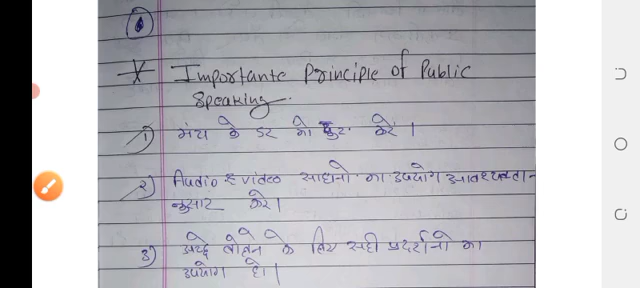 * Importante Principle of Public
Speaking.
1) मंच के डर को दूर करें।
2) Audio र video साधनो का उपयोग आवश्यकतान
नुसार करे।
3) अच्छे बोलने के लिए सही प्रदर्शनो का
उपयोग हो।